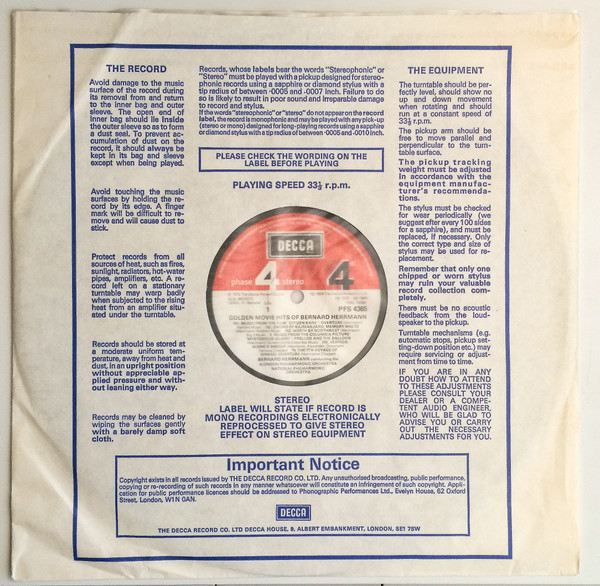 THE RECORD
Avoid damage to the music
surface of the record during
its removal from and return
to the inner bag and outer
sleeve. The open end of
inner bag should lie inside
the outer sleeve so as to form
a dust seal. To prevent ac-
cumulation of dust on the
record, it should always be
kept in its bag and sleeve
except when being played.
Avoid touching the music
surfaces by holding the re-
cord by its edge. A finger
mark will be difficult to re-
move and will cause dust to
stick.
Protect records from all
sources of heat, such as fires,
sunlight, radiators, hot-water
pipes, amplifiers, etc. A re-
cord left on a stationary
turntable may warp badly
when subjected to the rising
heat from an amplifier situ-
ated under the turntable.
Records should be stored at
a moderate uniform tem-
perature, away from heat and
dust, in an upright position
without appreciable ap-
plied pressure and with-
out leaning either way.
Records may be cleaned by
wiping the surfaces gently
with a barely damp soft
cloth.
Records, whose labels bear the words "Stereophonic" or
"Stereo" must be played with a pickup designed for stereo-
phonic records using a sapphire or diamond stylus with a
tip radius of between ·0005 and ·0007 inch. Failure to do
so is likely to result in poor sound and irreparable damage
to record and stylus.
If the words "stereophonic" or "stereo" do not appear on the record
label, the record is monophonic and may be played with any pick-up
(stereo or mono) designed for long-playing records using a sapphire
or diamond stylus with a tip radius of between ·0005 and ·0010 inch.
PLEASE CHECK THE WORDING ON THE
LABEL BEFORE PLAYING
PLAYING SPEED 33⅓ r.p.m.
DECCA
phase 4 stereo 4
1
PFS 4365
GOLDEN MOVIE HITS OF BERNARD HERRMANN
BERNARD HERRMANN conducting the
LONDON PHILHARMONIC ORCHESTRA
NATIONAL PHILHARMONIC
ORCHESTRA
STEREO
LABEL WILL STATE IF RECORD IS
MONO RECORDINGS ELECTRONICALLY
REPROCESSED TO GIVE STEREO
EFFECT ON STEREO EQUIPMENT
THE EQUIPMENT
The turntable should be per-
fectly level, should show no
up and down movement
when rotating and should
run at a constant speed of
33⅓ r.p.m.
The pickup arm should be
free to move parallel and
perpendicular to the turn-
table surface.
The pickup tracking
weight must be adjusted
in accordance with the
equipment manufac-
turer's recommenda-
tions.
The stylus must be checked
for wear periodically (we
suggest after every 100 sides
for a sapphire), and must be
replaced, if necessary. Only
the correct type and size of
stylus may be used for re-
placement.
Remember that only one
chipped or worn stylus
may ruin your valuable
record collection com-
pletely.
There must be no acoustic
feedback from the loud-
speaker to the pickup.
Turntable mechanisms (e.g.
automatic stops, pickup set-
ting-down position etc.) may
require servicing or adjust-
ment from time to time.
IF YOU ARE IN ANY
DOUBT HOW TO ATTEND
TO THESE ADJUSTMENTS
PLEASE CONSULT YOUR
DEALER OR A COMPE-
TENT AUDIO ENGINEER,
WHO WILL BE GLAD TO
ADVISE YOU OR CARRY
OUT THE NECESSARY
ADJUSTMENTS FOR YOU.
Important Notice
Copyright exists in all records issued by THE DECCA RECORD CO. LTD. Any unauthorised broadcasting, public performance,
copying or re-recording of such records in any manner whatsoever will constitute an infringement of such copyright. Appli-
cation for public performance licences should be addressed to Phonographic Performances Ltd., Evelyn House, 62 Oxford
Street, London, W1N 0AN.
DECCA
THE DECCA RECORD CO. LTD DECCA HOUSE, 9, ALBERT EMBANKMENT, LONDON, SE1 7SW